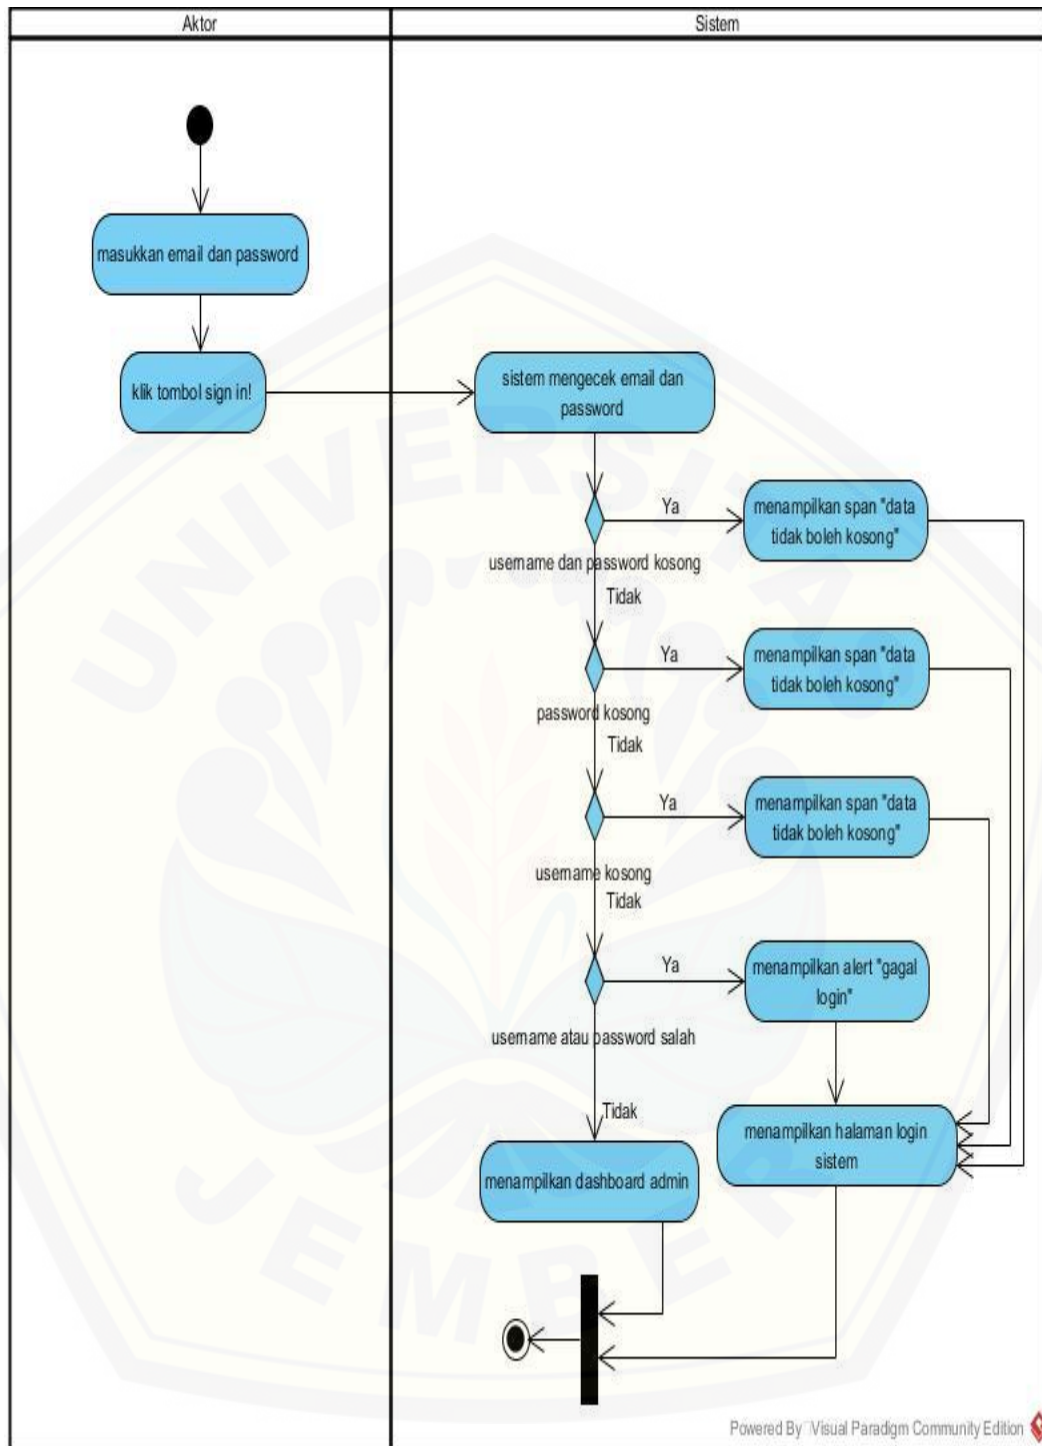 Aktor
Sistem
masukkan email dan password
klik tombol sign in!
sistem mengecek email dan
password
Ya
menampilkan span "data
tidak boleh kosong"
username dan password kosong
Tidak
Ya
menampilkan span "data
tidak boleh kosong"
password kosong
Tidak
Ya
menampilkan span "data
tidak boleh kosong"
username kosong
Tidak
Ya
menampilkan alert "gagal
login"
username atau password salah
Tidak
menampilkan halaman login
sistem
menampilkan dashboard admin
UNIVERSITAS
JEMBER
Powered By Visual Paradigm Community Edition